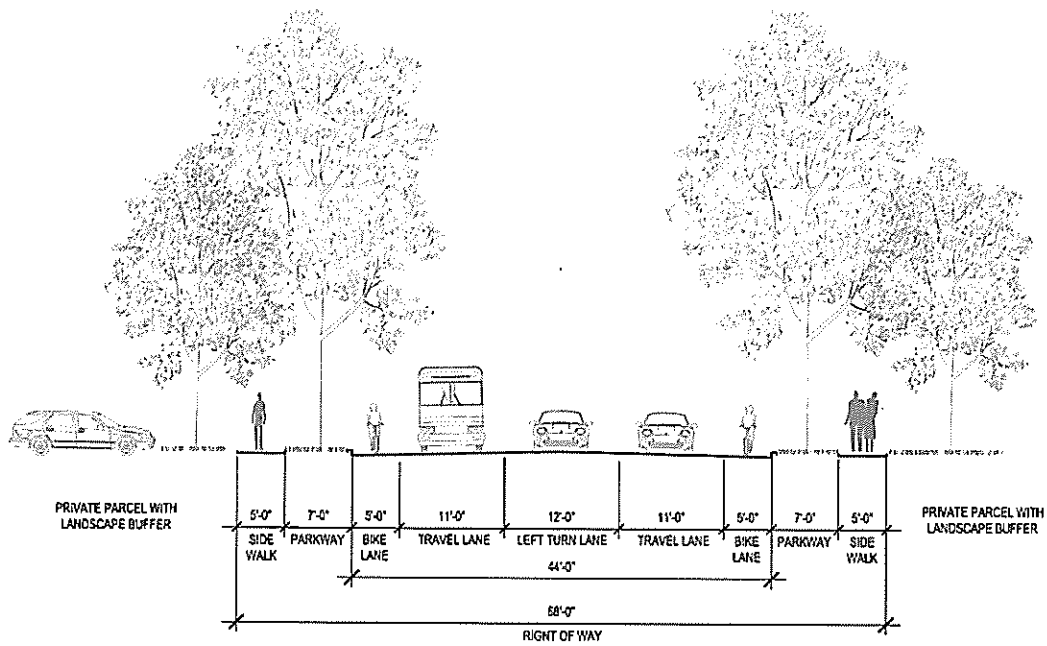 PRIVATE PARCEL WITH
LANDSCAPE BUFFER
5'-0"
7'-0"
5'-0"
11'-0"
12'-0"
11'-0"
5'-0"
7'-0"
5'-0"
PRIVATE PARCEL WITH
LANDSCAPE BUFFER
SIDE
WALK
PARKWAY
BIKE
LANE
TRAVEL LANE
LEFT TURN LANE
TRAVEL LANE
BIKE
LANE
PARKWAY
SIDE
WALK
44'-0"
68'-0"
RIGNT OF WAY